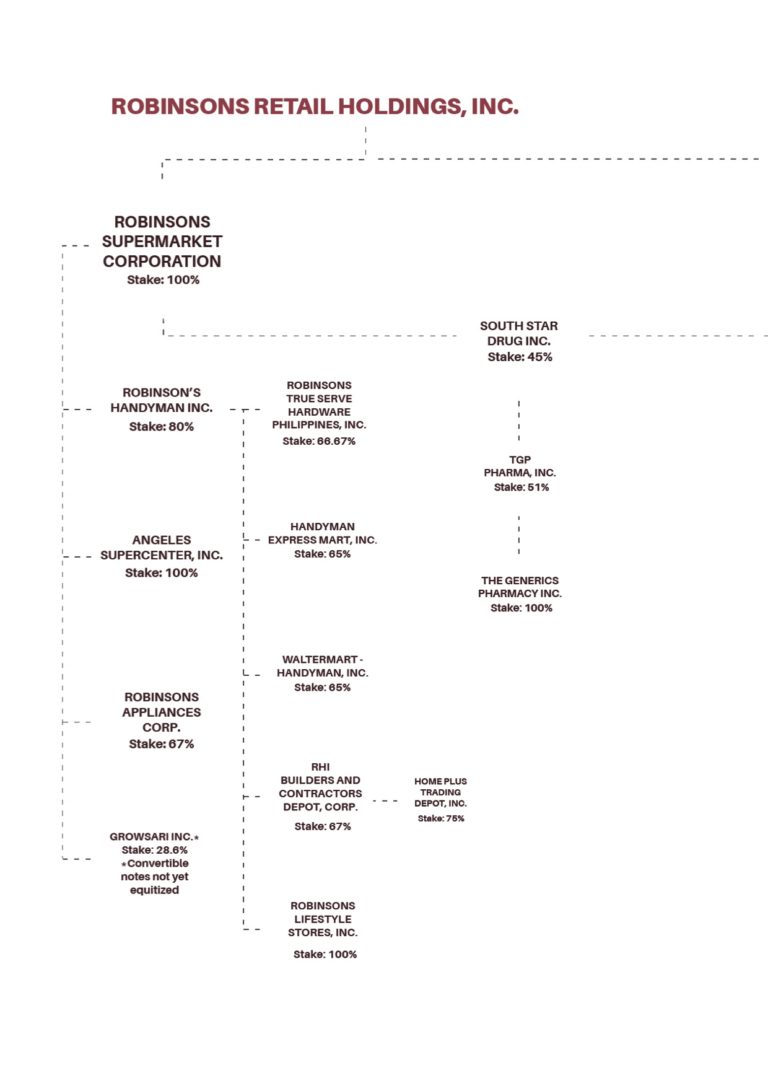 ROBINSONS RETAIL HOLDINGS, INC.
ROBINSONS
SUPERMARKET
CORPORATION
Stake: 100%
SOUTH STAR
DRUG INC.
Stake: 45%
ROBINSON’S
HANDYMAN INC.
Stake: 80%
ROBINSONS
TRUE SERVE
HARDWARE
PHILIPPINES, INC.
Stake: 66.67%
TGP
PHARMA, INC.
Stake: 51%
ANGELES
SUPERCENTER, INC.
Stake: 100%
HANDYMAN
EXPRESS MART, INC.
Stake: 65%
THE GENERICS
PHARMACY INC.
Stake: 100%
ROBINSONS
APPLIANCES
CORP.
Stake: 67%
WALTERMART -
HANDYMAN, INC.
Stake: 65%
RHI
BUILDERS AND
CONTRACTORS
DEPOT, CORP.
Stake: 67%
HOME PLUS
TRADING
DEPOT, INC.
Stake: 75%
GROWSARI INC.*
Stake: 28.6%
*Convertible
notes not yet
equitized
ROBINSONS
LIFESTYLE
STORES, INC.
Stake: 100%